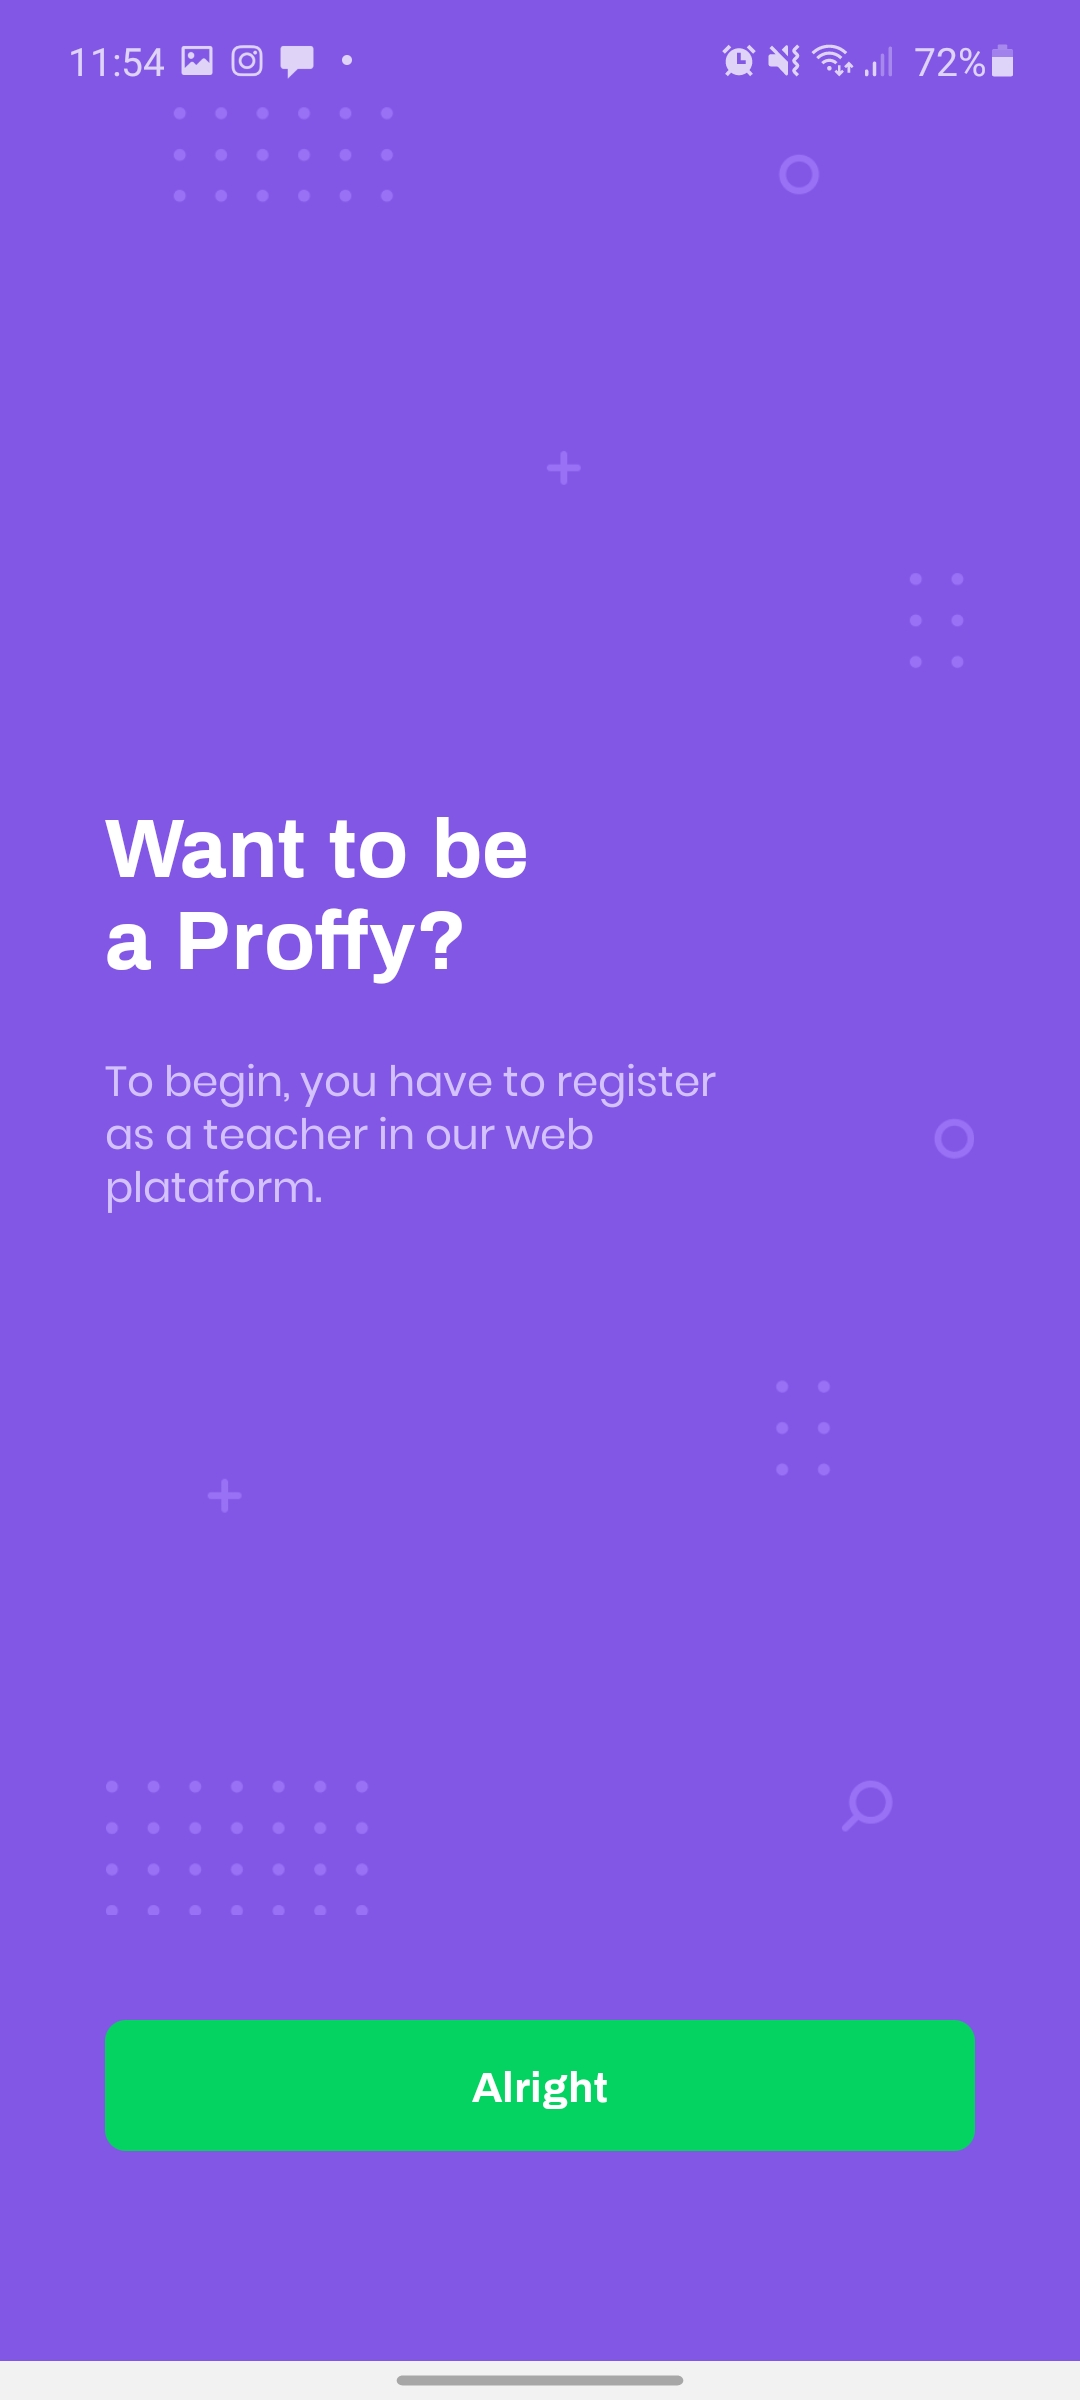 11:54
72%
Want to be
a Proffy?
To begin, you have to register
as a teacher in our web
plataform.
Alright